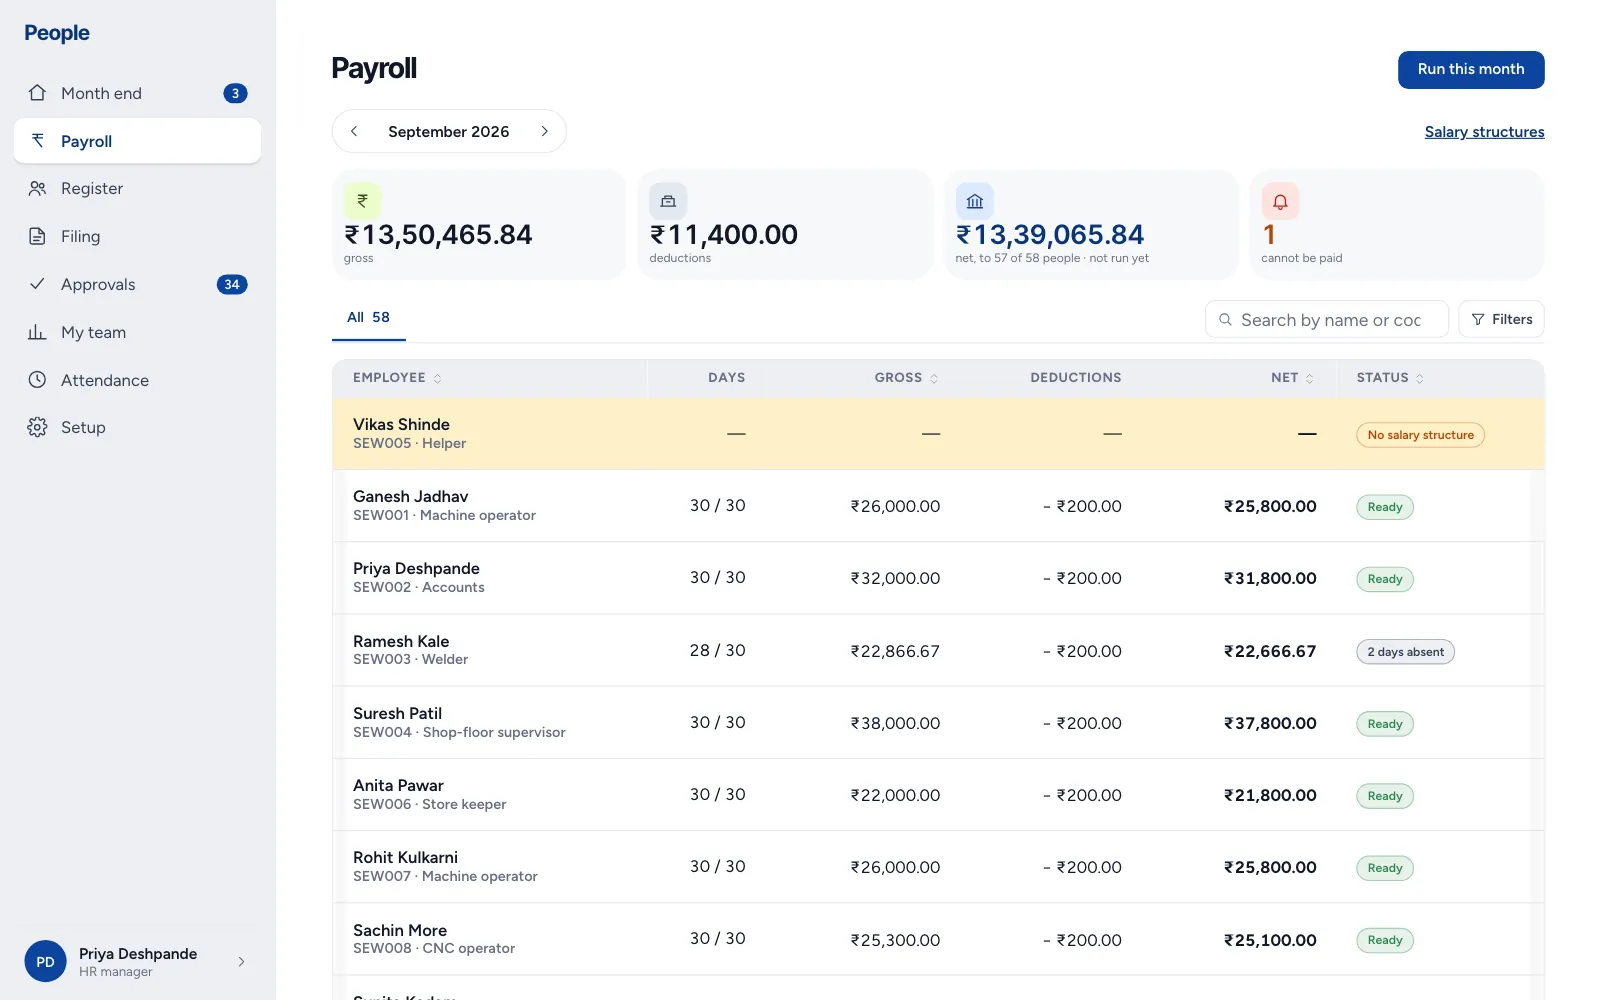 People
Month end 3
Payroll
Register
Filing
Approvals 34
My team
Attendance
Setup
PD
Priya Deshpande
HR manager
Payroll
Run this month
September 2026
Salary structures
₹13,50,465.84
gross
₹11,400.00
deductions
₹13,39,065.84
net, to 57 of 58 people · not run yet
1
cannot be paid
All 58
Search by name or coc
Filters
EMPLOYEE DAYS GROSS DEDUCTIONS NET STATUS
Vikas Shinde
SEW005 · Helper
— — — — No salary structure
Ganesh Jadhav
SEW001 · Machine operator
30 / 30 ₹26,000.00 − ₹200.00 ₹25,800.00 Ready
Priya Deshpande
SEW002 · Accounts
30 / 30 ₹32,000.00 − ₹200.00 ₹31,800.00 Ready
Ramesh Kale
SEW003 · Welder
28 / 30 ₹22,866.67 − ₹200.00 ₹22,666.67 2 days absent
Suresh Patil
SEW004 · Shop-floor supervisor
30 / 30 ₹38,000.00 − ₹200.00 ₹37,800.00 Ready
Anita Pawar
SEW006 · Store keeper
30 / 30 ₹22,000.00 − ₹200.00 ₹21,800.00 Ready
Rohit Kulkarni
SEW007 · Machine operator
30 / 30 ₹26,000.00 − ₹200.00 ₹25,800.00 Ready
Sachin More
SEW008 · CNC operator
30 / 30 ₹25,300.00 − ₹200.00 ₹25,100.00 Ready